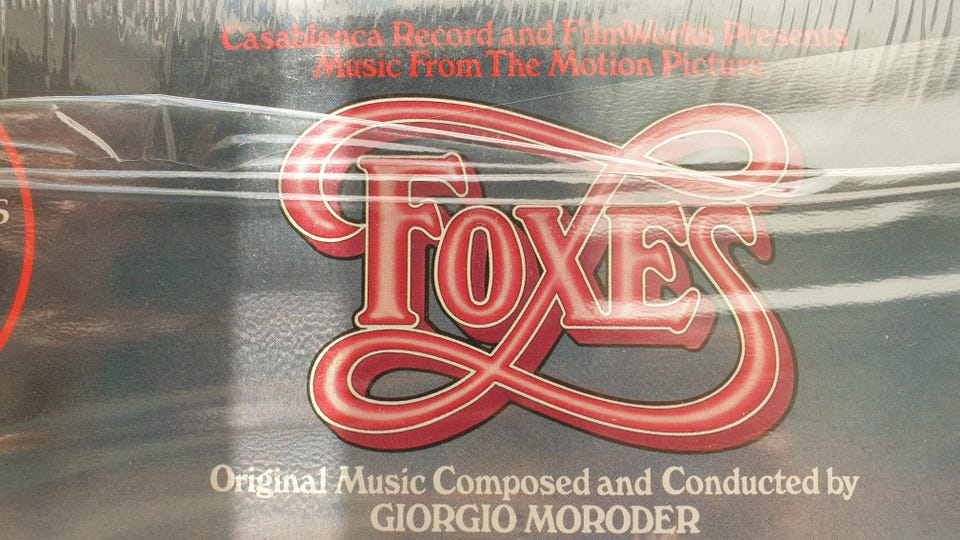 Casablanca Record and FilmWorks Presents
Music From The Motion Picture
FOXES
Original Music Composed and Conducted by
GIORGIO MORODER